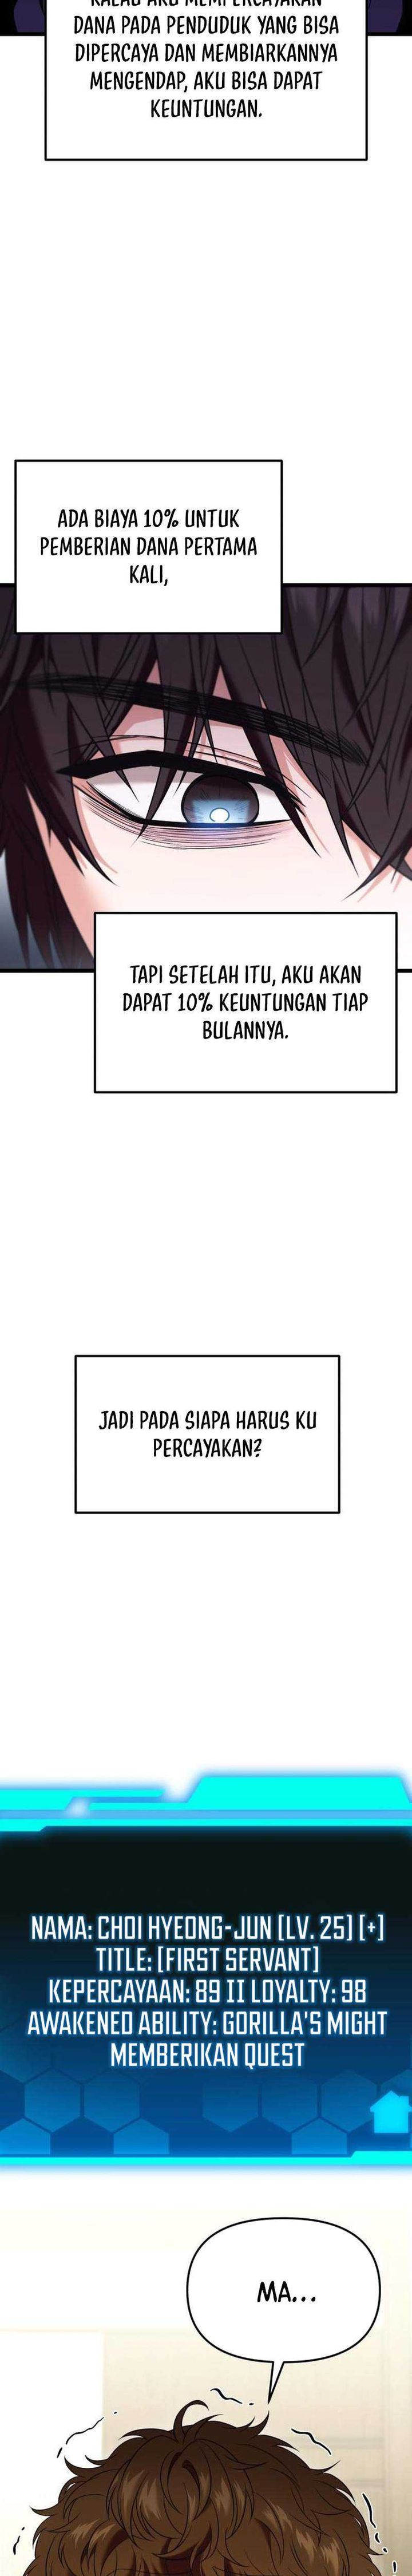 KALAU AKU MEMPERCAYAKAN
DANA PADA PENDUDUK YANG BISA
DIPERCAYA DAN MEMBIARKANNYA
MENGENDAP, AKU BISA DAPAT
KEUNTUNGAN.
ADA BIAYA 10% UNTUK
PEMBERIAN DANA PERTAMA
KALI,
TAPI SETELAH ITU, AKU AKAN
DAPAT 10% KEUNTUNGAN TIAP
BULANNYA.
JADI PADA SIAPA HARUS KU
PERCAYAKAN?
NAMA: CHOI HYEONG-JUN [LV. 25] [+]
TITLE: [FIRST SERVANT]
KEPERCAYAAN: 89 II LOYALTY: 98
AWAKENED ABILITY: GORILLA'S MIGHT
MEMBERIKAN QUEST
MA...